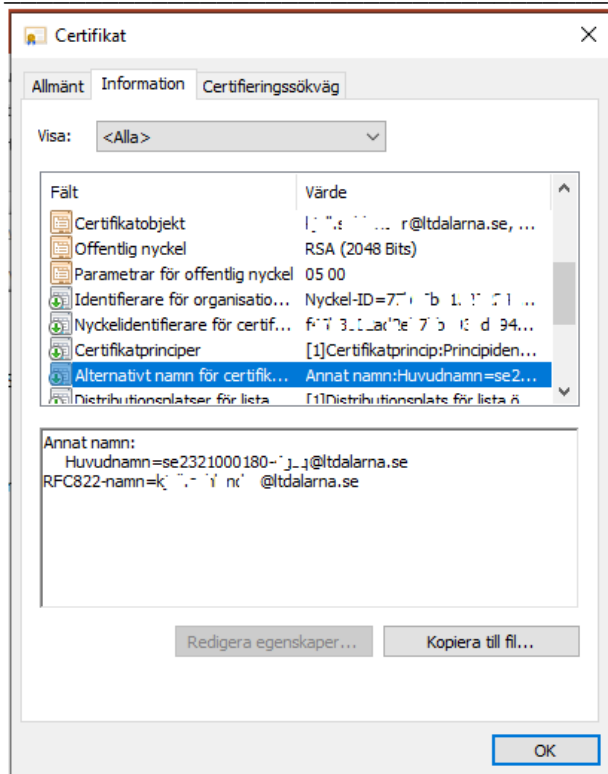 Certifikat
Allmänt Information Certifieringssökväg
Visa: <Alla>
Fält Värde
Certifikatobjekt r@ltdalarna.se, ...
Offentlig nyckel RSA (2048 Bits)
Parametrar för offentlig nyckel 05 00
Identifierare för organisatio... Nyckel-ID=
Nyckelidentifierare för certif...
Certifikatprinciper [1]Certifikatprincip:Principiden...
Alternativt namn för certifik... Annat namn:Huvudnamn=se2...
Distributionsplatser för lista [1]Distributionsplats för lista ö
Annat namn:
Huvudnamn=se2321000180- @ltdalarna.se
RFC822-namn= @ltdalarna.se
Redigera egenskaper... Kopiera till fil...
OK